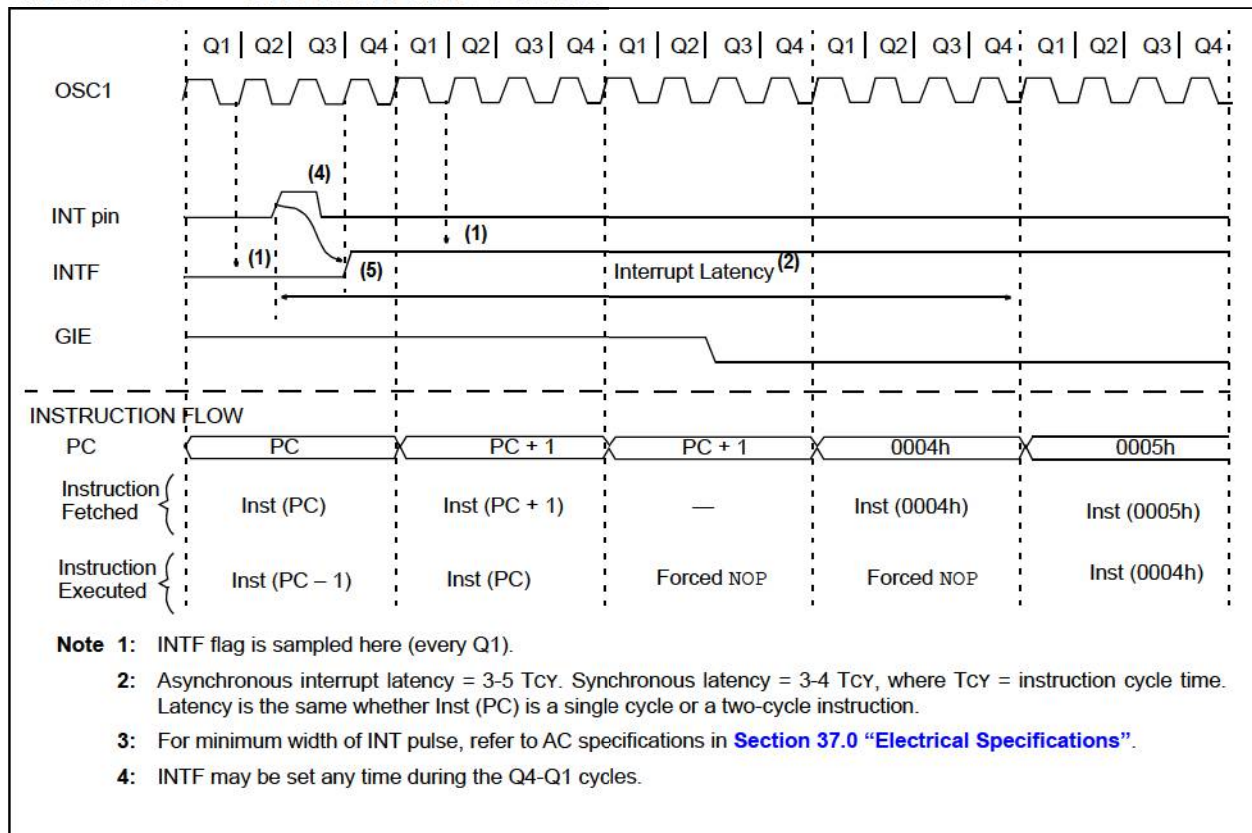 Q1 | Q2 | Q3 | Q4 Q1 | Q2 | Q3 | Q4 Q1 | Q2 | Q3 | Q4 Q1 | Q2 | Q3 | Q4 Q1 | Q2 | Q3 | Q4
OSC1
(4)
INT pin
(1)
(1)
INTF
(5)
Interrupt Latency (2)
GIE
INSTRUCTION FLOW
PC PC PC + 1 PC + 1 0004h 0005h
Instruction
Fetched
Inst (PC) Inst (PC + 1) — Inst (0004h) Inst (0005h)
Instruction
Executed
Inst (PC – 1) Inst (PC) Forced NOP Forced NOP Inst (0004h)
Note 1: INTF flag is sampled here (every Q1).
2: Asynchronous interrupt latency = 3-5 TCY. Synchronous latency = 3-4 TCY, where TCY = instruction cycle time.
Latency is the same whether Inst (PC) is a single cycle or a two-cycle instruction.
3: For minimum width of INT pulse, refer to AC specifications in Section 37.0 “Electrical Specifications”.
4: INTF may be set any time during the Q4-Q1 cycles.